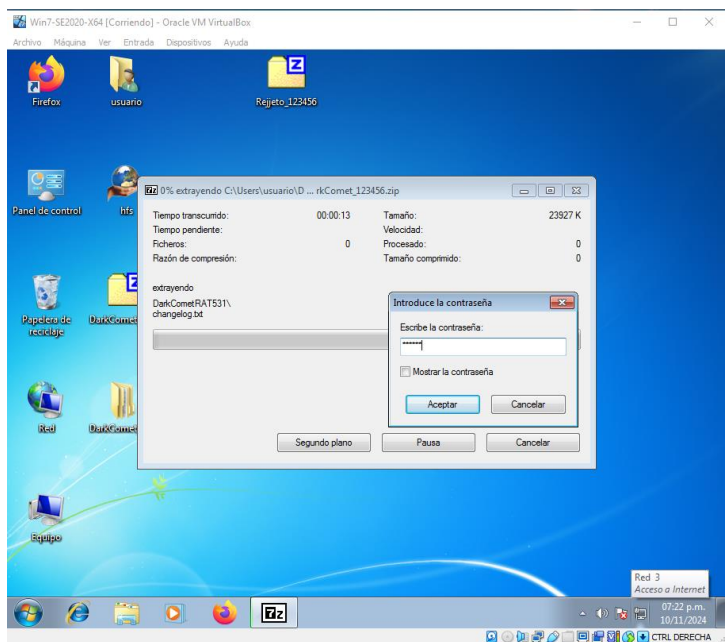 Win7-SE2020-X64 [Corriendo] - Oracle VM VirtualBox
Archivo Máquina Ver Entrada Dispositivos Ayuda
Firefox
usuario
Rejjeto_123456
Panel de control
hfs
Papelera de reciclaje
DarkComet
Red
DarkComet
Equipo
0% extrayendo C:\Users\usuario\D ... rkComet_123456.zip
Tiempo transcurrido: 00:00:13 Tamaño: 23927 K
Tiempo pendiente: Velocidad:
Ficheros: 0 Procesado: 0
Razón de compresión: Tamaño comprimido: 0
extrayendo
DarkCometRAT531\
changelog.txt
Introduce la contraseña
Escribe la contraseña:
******
Mostrar la contraseña
Aceptar Cancelar
Segundo plano Pausa Cancelar
Red 3
Acceso a Internet
7z
07:22 p.m.
10/11/2024
CTRL DERECHA